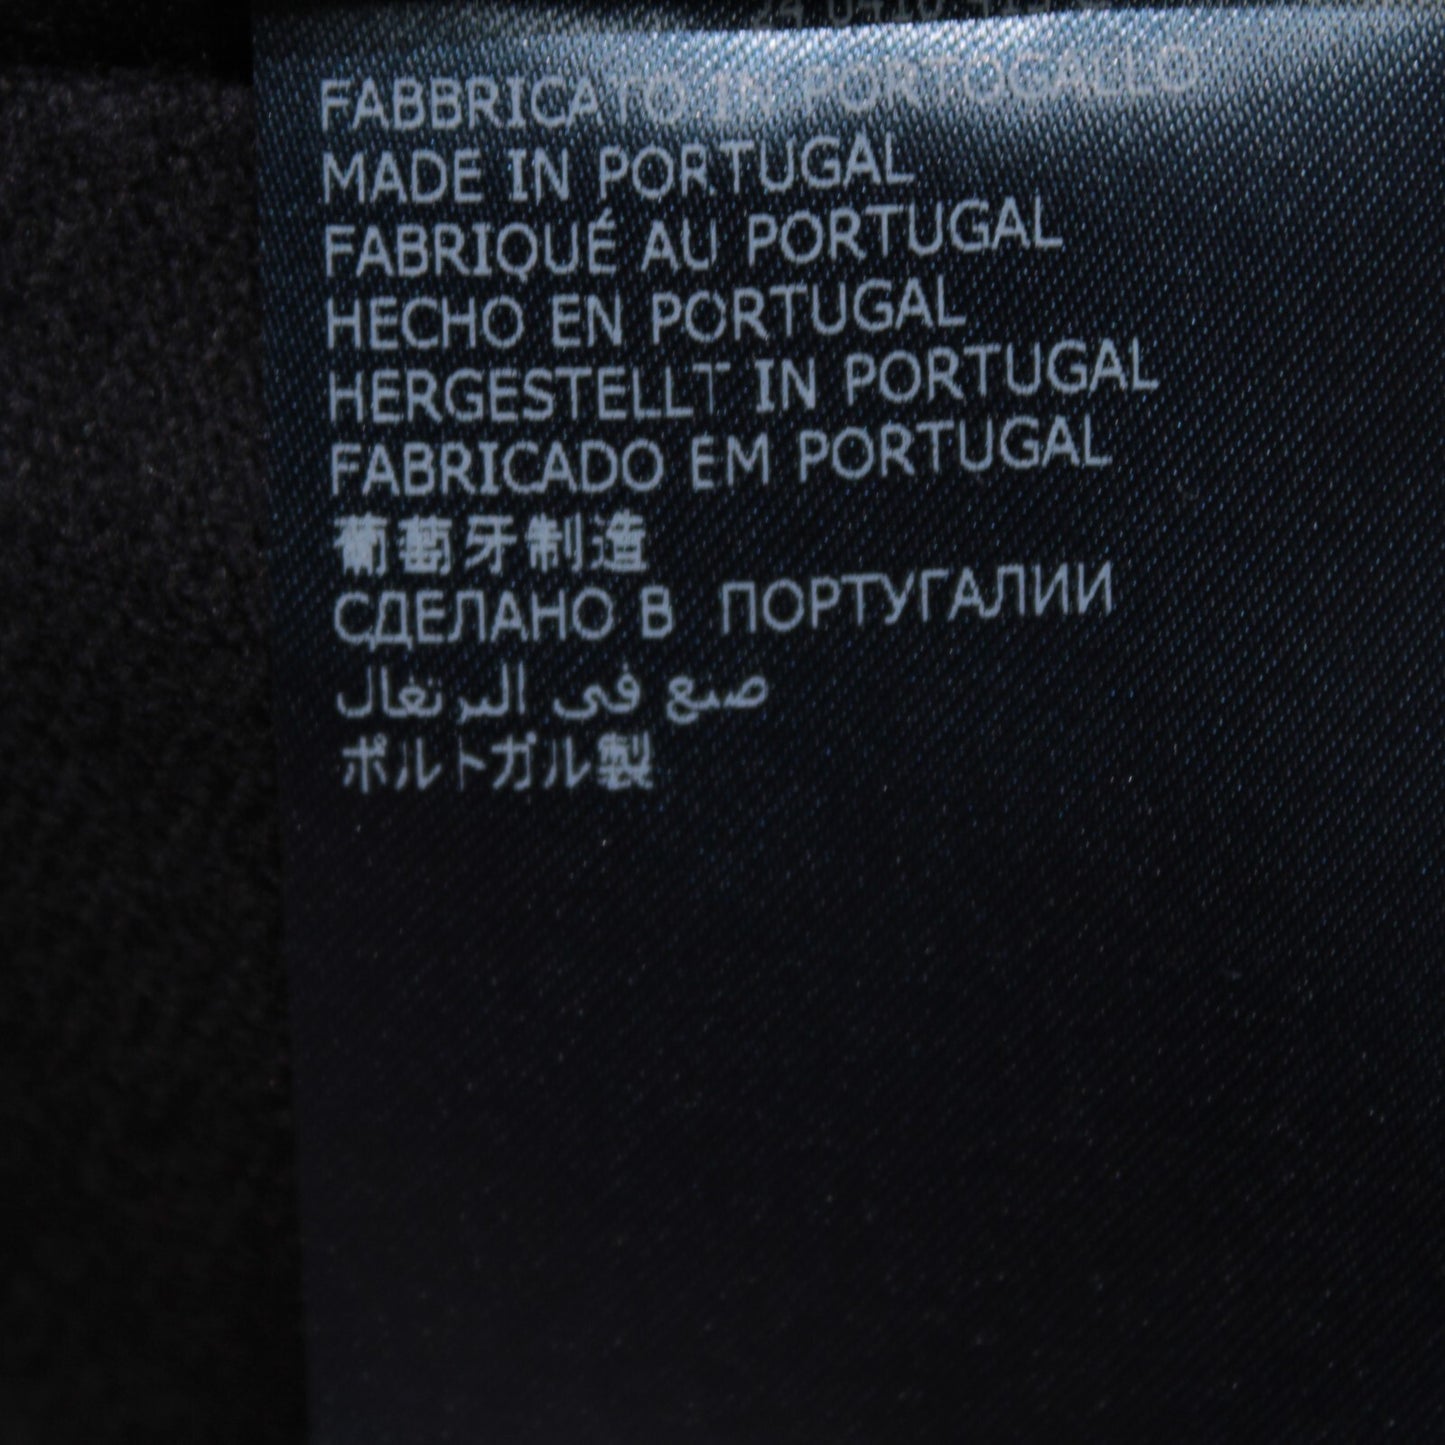 FABBRICATO IN PORTOGALLO
MADE IN PORTUGAL
FABRIQUÉ AU PORTUGAL
HECHO EN PORTUGAL
HERGESTELLT IN PORTUGAL
FABRICADO EM PORTUGAL
葡萄牙制造
СДЕЛАНО В ПОРТУГАЛИИ
صنع في البرتغال
ポルトガル製